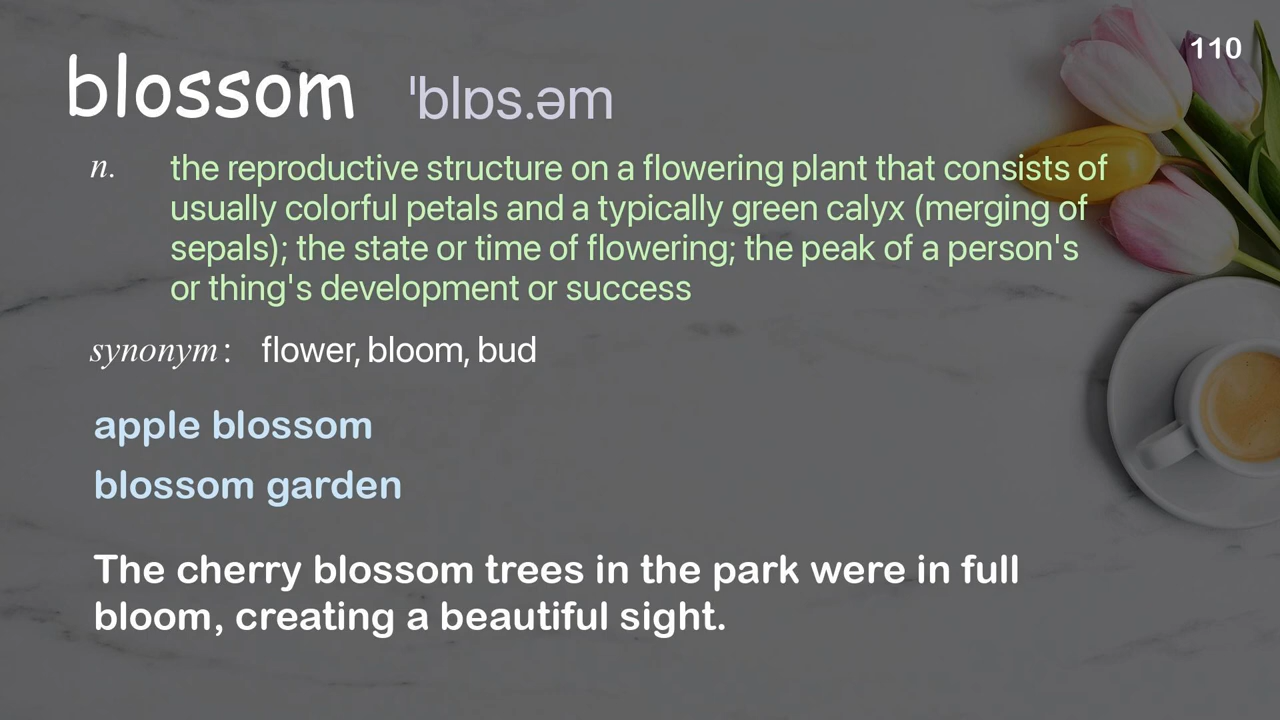 110
blossom ˈblɒs.əm
n. the reproductive structure on a flowering plant that consists of
usually colorful petals and a typically green calyx (merging of
sepals); the state or time of flowering; the peak of a person's
or thing's development or success
synonym: flower, bloom, bud
apple blossom
blossom garden
The cherry blossom trees in the park were in full
bloom, creating a beautiful sight.